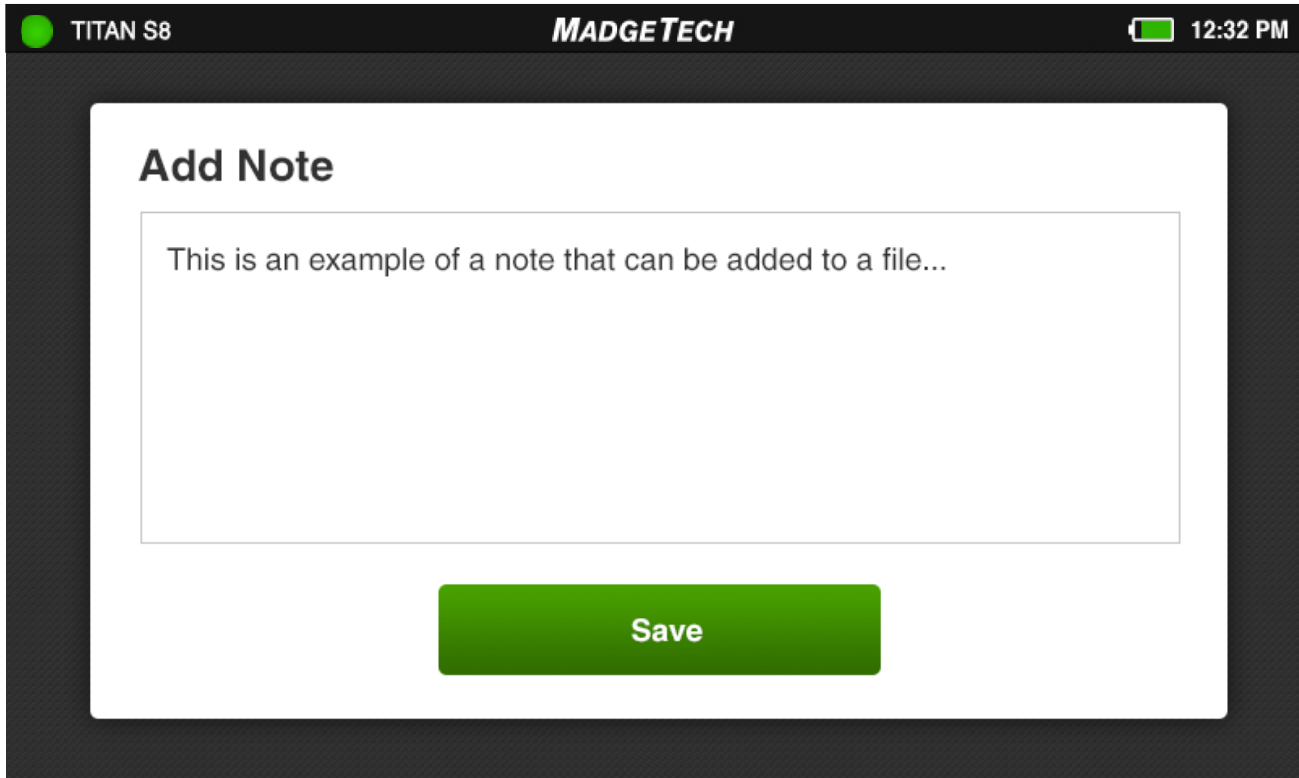 TITAN S8 MADGETECH 12:32 PM
Add Note
This is an example of a note that can be added to a file...
Save